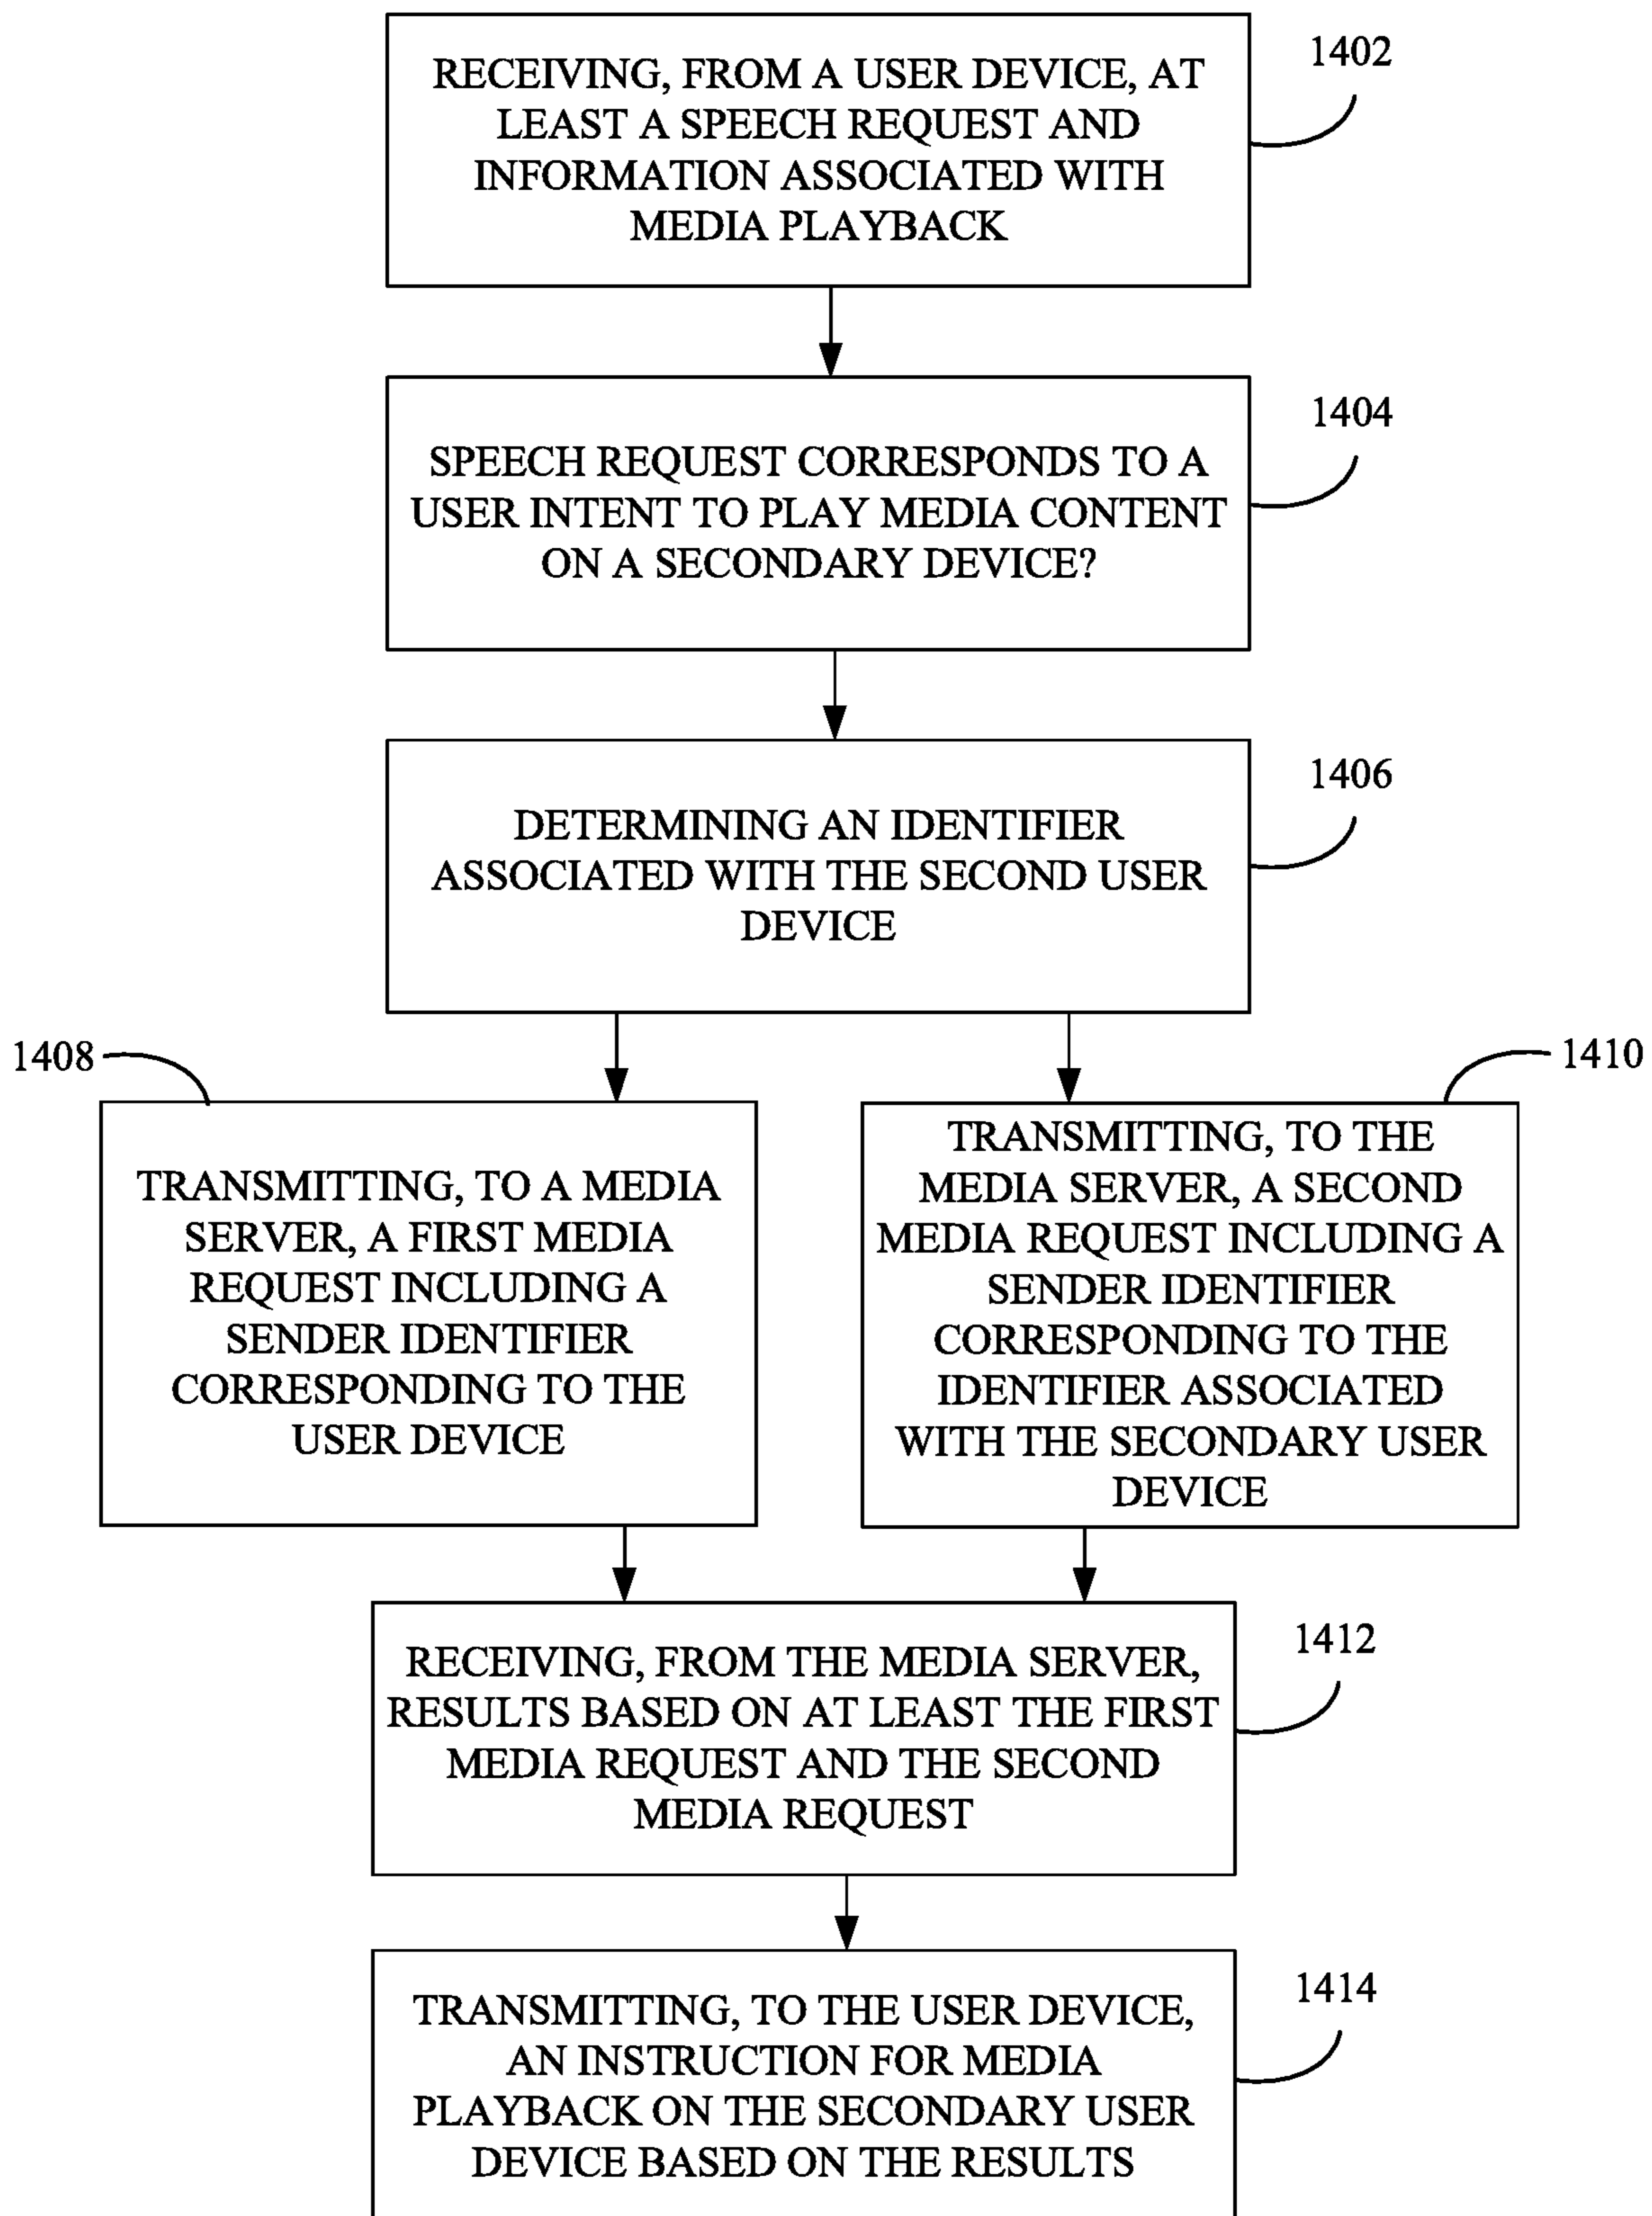 RECEIVING, FROM A USER DEVICE, AT
LEAST A SPEECH REQUEST AND
INFORMATION ASSOCIATED WITH
MEDIA PLAYBACK
1402
SPEECH REQUEST CORRESPONDS TO A
USER INTENT TO PLAY MEDIA CONTENT
ON A SECONDARY DEVICE?
1404
DETERMINING AN IDENTIFIER
ASSOCIATED WITH THE SECOND USER
DEVICE
1406
1408
TRANSMITTING, TO A MEDIA
SERVER, A FIRST MEDIA
REQUEST INCLUDING A
SENDER IDENTIFIER
CORRESPONDING TO THE
USER DEVICE
1410
TRANSMITTING, TO THE
MEDIA SERVER, A SECOND
MEDIA REQUEST INCLUDING A
SENDER IDENTIFIER
CORRESPONDING TO THE
IDENTIFIER ASSOCIATED
WITH THE SECONDARY USER
DEVICE
RECEIVING, FROM THE MEDIA SERVER,
RESULTS BASED ON AT LEAST THE FIRST
MEDIA REQUEST AND THE SECOND
MEDIA REQUEST
1412
TRANSMITTING, TO THE USER DEVICE,
AN INSTRUCTION FOR MEDIA
PLAYBACK ON THE SECONDARY USER
DEVICE BASED ON THE RESULTS
1414